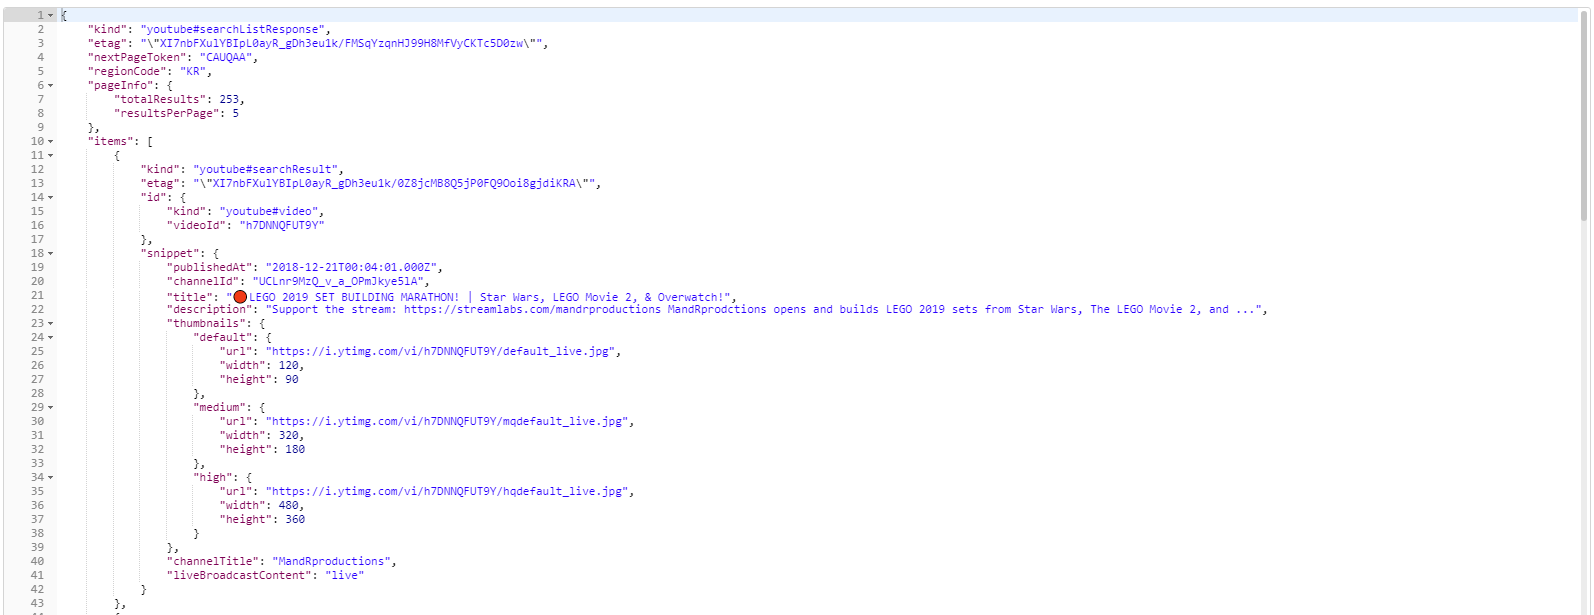 1 {
2 "kind": "youtube#searchListResponse",
3 "etag": "\"XI7nbFXulYBIpL0ayR_gDh3eu1k/FMSqYzqnHJ99H8MfVyCKTc5D0zw\"",
4 "nextPageToken": "CAUQAA",
5 "regionCode": "KR",
6 "pageInfo": {
7 "totalResults": 253,
8 "resultsPerPage": 5
9 },
10 "items": [
11 {
12 "kind": "youtube#searchResult",
13 "etag": "\"XI7nbFXulYBIpL0ayR_gDh3eu1k/0Z8jcMB8Q5jP0FQ9Ooi8gjdiKRA\"",
14 "id": {
15 "kind": "youtube#video",
16 "videoId": "h7DNNQFUT9Y"
17 },
18 "snippet": {
19 "publishedAt": "2018-12-21T00:04:01.000Z",
20 "channelId": "UCLnr9MzQ_v_a_OPmJkye5lA",
21 "title": "🔴LEGO 2019 SET BUILDING MARATHON! | Star Wars, LEGO Movie 2, & Overwatch!",
22 "description": "Support the stream: https://streamlabs.com/mandrproductions MandRprodctions opens and builds LEGO 2019 sets from Star Wars, The LEGO Movie 2, and ...",
23 "thumbnails": {
24 "default": {
25 "url": "https://i.ytimg.com/vi/h7DNNQFUT9Y/default_live.jpg",
26 "width": 120,
27 "height": 90
28 },
29 "medium": {
30 "url": "https://i.ytimg.com/vi/h7DNNQFUT9Y/mqdefault_live.jpg",
31 "width": 320,
32 "height": 180
33 },
34 "high": {
35 "url": "https://i.ytimg.com/vi/h7DNNQFUT9Y/hqdefault_live.jpg",
36 "width": 480,
37 "height": 360
38 }
39 },
40 "channelTitle": "MandRproductions",
41 "liveBroadcastContent": "live"
42 }
43 },